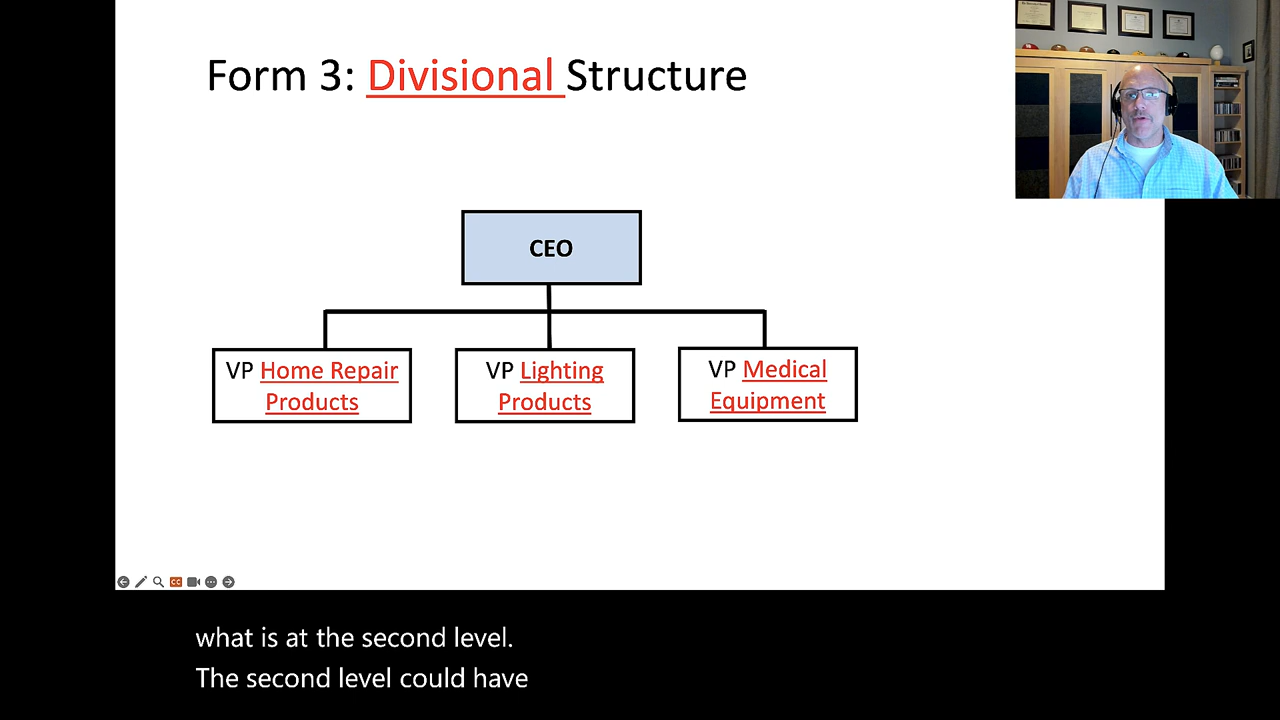 Form 3: Divisional Structure
CEO
VP Home Repair
Products
VP Lighting
Products
VP Medical
Equipment
CC
what is at the second level.
The second level could have